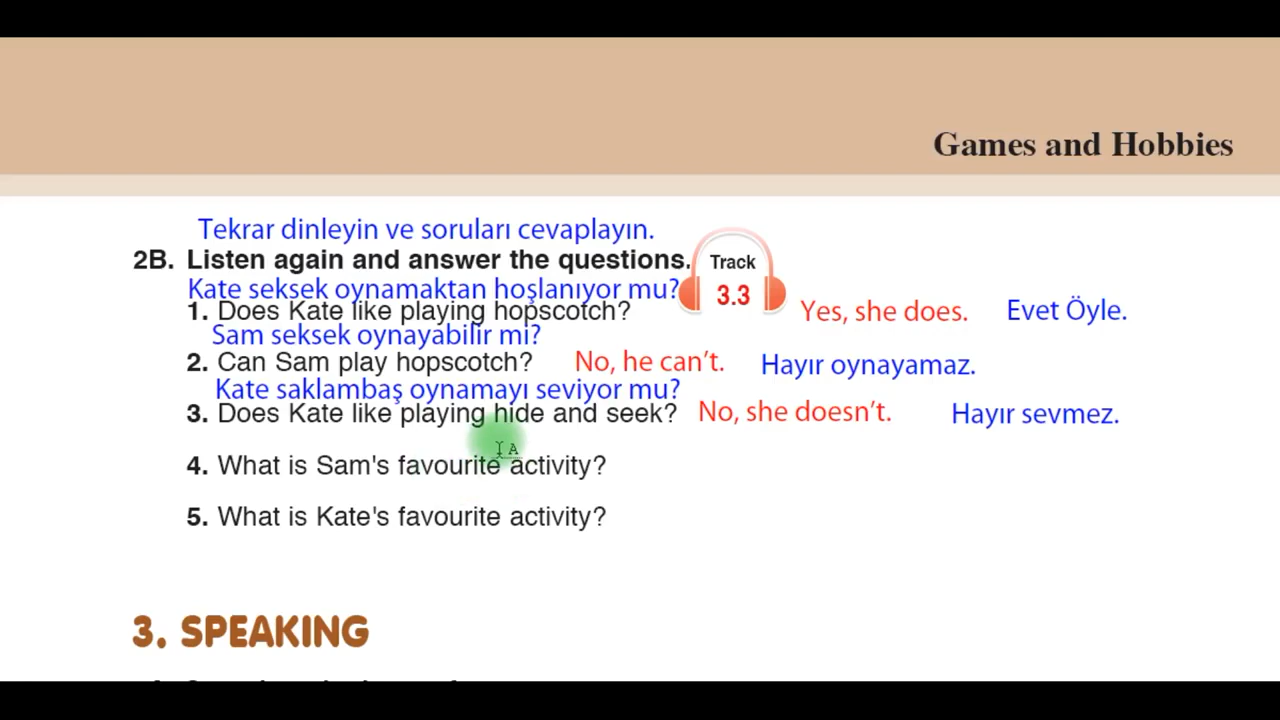 Games and Hobbies
Tekrar dinleyin ve soruları cevaplayın.
2B. Listen again and answer the questions.
Track
3.3
Kate seksek oynamaktan hoşlanıyor mu?
1. Does Kate like playing hopscotch? Yes, she does. Evet Öyle.
Sam seksek oynayabilir mi?
2. Can Sam play hopscotch? No, he can't. Hayır oynayamaz.
Kate saklambaş oynamayı seviyor mu?
3. Does Kate like playing hide and seek? No, she doesn't. Hayır sevmez.
4. What is Sam's favourite activity?
5. What is Kate's favourite activity?
3. SPEAKING